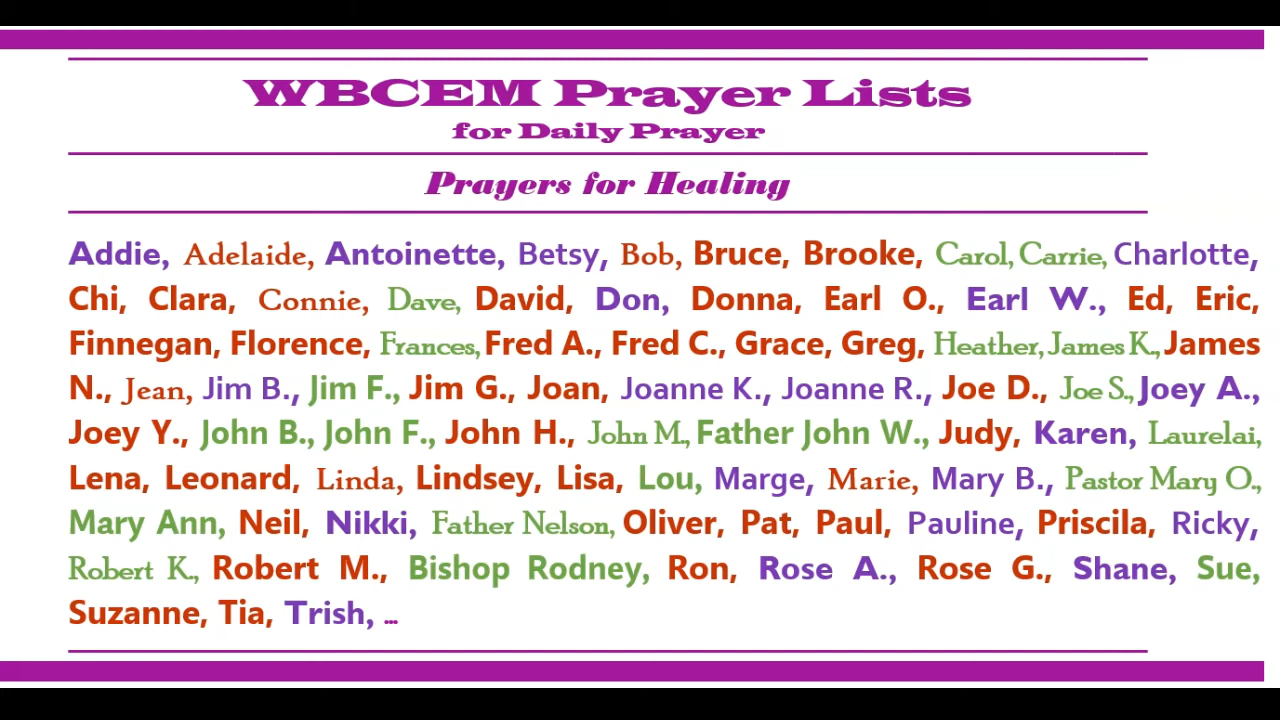 WBCEM Prayer Lists
for Daily Prayer
Prayers for Healing
Addie, Adelaide, Antoinette, Betsy, Bob, Bruce, Brooke, Carol, Carrie, Charlotte,
Chi, Clara, Connie, Dave, David, Don, Donna, Earl O., Earl W., Ed, Eric,
Finnegan, Florence, Frances, Fred A., Fred C., Grace, Greg, Heather, James K., James
N., Jean, Jim B., Jim F., Jim G., Joan, Joanne K., Joanne R., Joe D., Joe S., Joey A.,
Joey Y., John B., John F., John H., John M., Father John W., Judy, Karen, Laurelai,
Lena, Leonard, Linda, Lindsey, Lisa, Lou, Marge, Marie, Mary B., Pastor Mary O.,
Mary Ann, Neil, Nikki, Father Nelson, Oliver, Pat, Paul, Pauline, Priscila, Ricky,
Robert K., Robert M., Bishop Rodney, Ron, Rose A., Rose G., Shane, Sue,
Suzanne, Tia, Trish, ...